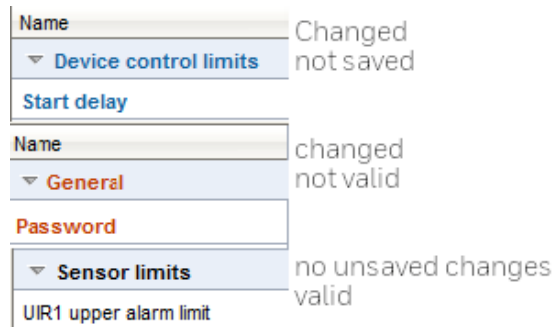 Name
Changed
Device control limits
not saved
Start delay
Name
changed
General
not valid
Password
Sensor limits
no unsaved changes
valid
UIR1 upper alarm limit